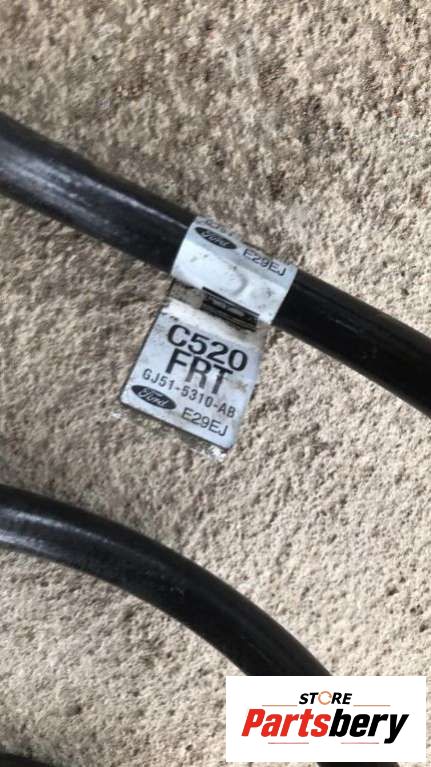 Ford
E29EJ
C520
FRT
GJ51-5310-AB
Ford
E29EJ
STORE
Partsbery